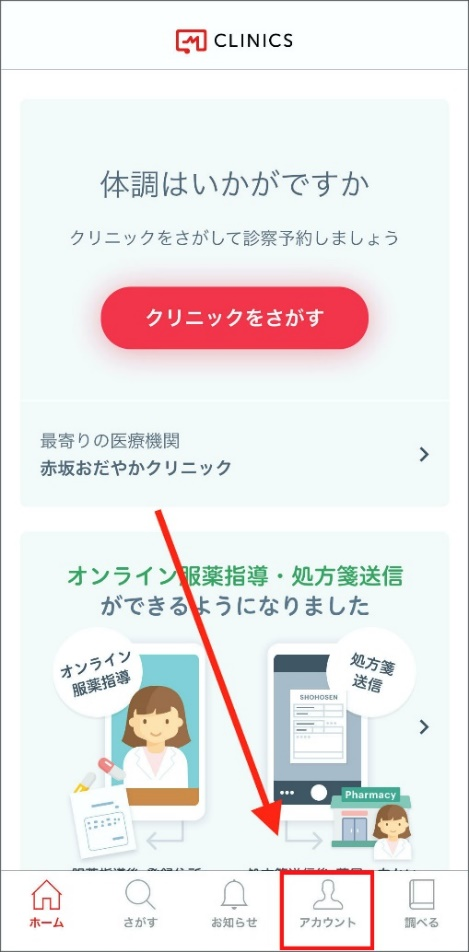 CLINICS
体調はいかがですか
クリニックをさがして診察予約しましょう
クリニックをさがす
最寄りの医療機関
赤坂おだやかクリニック
オンライン服薬指導・処方箋送信
ができるようになりました
オンライン
服薬指導
処方箋
送信
SHOHOSEN
Pharmacy
ホーム
さがす
お知らせ
アカウント
調べる